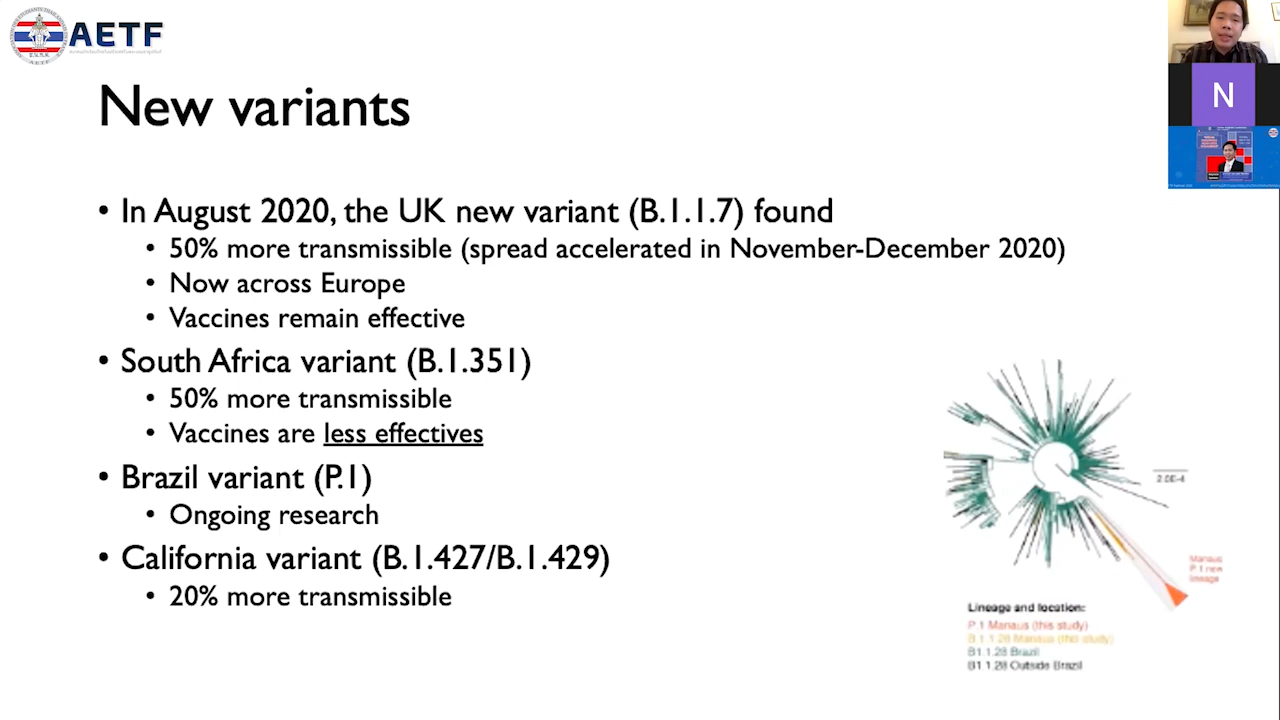 AETF
New variants
• In August 2020, the UK new variant (B.1.1.7) found
• 50% more transmissible (spread accelerated in November-December 2020)
• Now across Europe
• Vaccines remain effective
• South Africa variant (B.1.351)
• 50% more transmissible
• Vaccines are less effectives
• Brazil variant (P.1)
• Ongoing research
• California variant (B.1.427/B.1.429)
• 20% more transmissible
N
2.0E-4
Manaus
P.1
lineage
Lineage and location:
P.1 Manaus (this study)
B.1.1.28 Manaus (this study)
B1.1.28 Brazil
B1.1.28 Outside Brazil